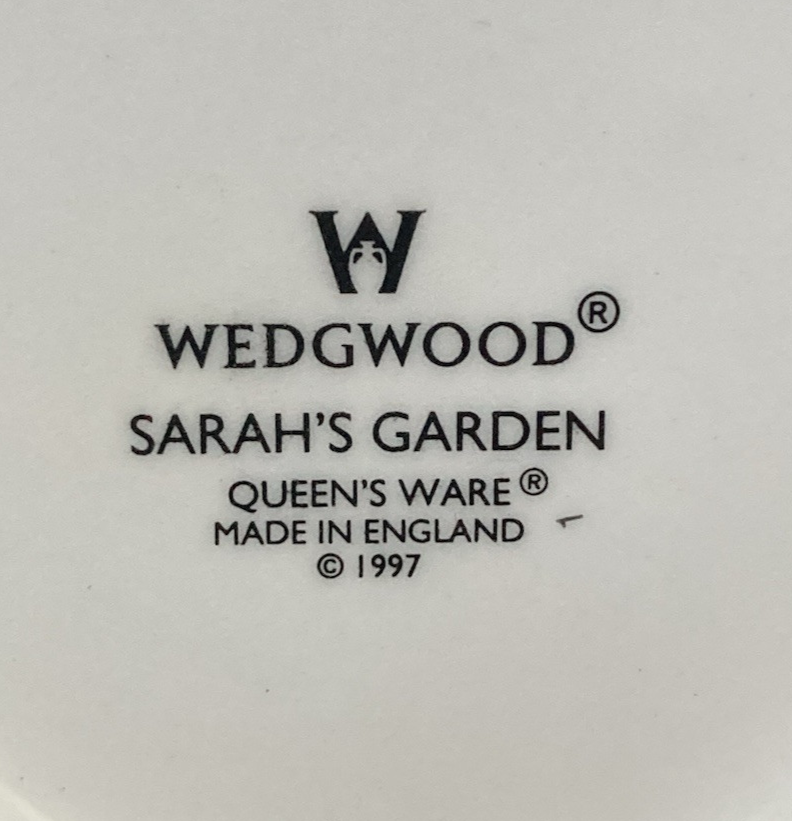 W
WEDGWOOD®
SARAH'S GARDEN
QUEEN'S WARE®
MADE IN ENGLAND
© 1997